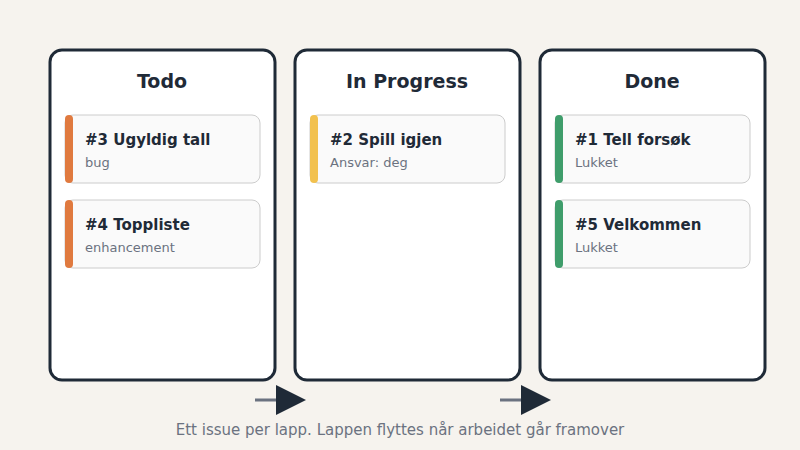 Todo
#3 Ugyldig tall
bug
#4 Toppliste
enhancement
In Progress
#2 Spill igjen
Ansvar: deg
Done
#1 Tell forsøk
Lukket
#5 Velkommen
Lukket
Ett issue per lapp. Lappen flyttes når arbeidet går framover